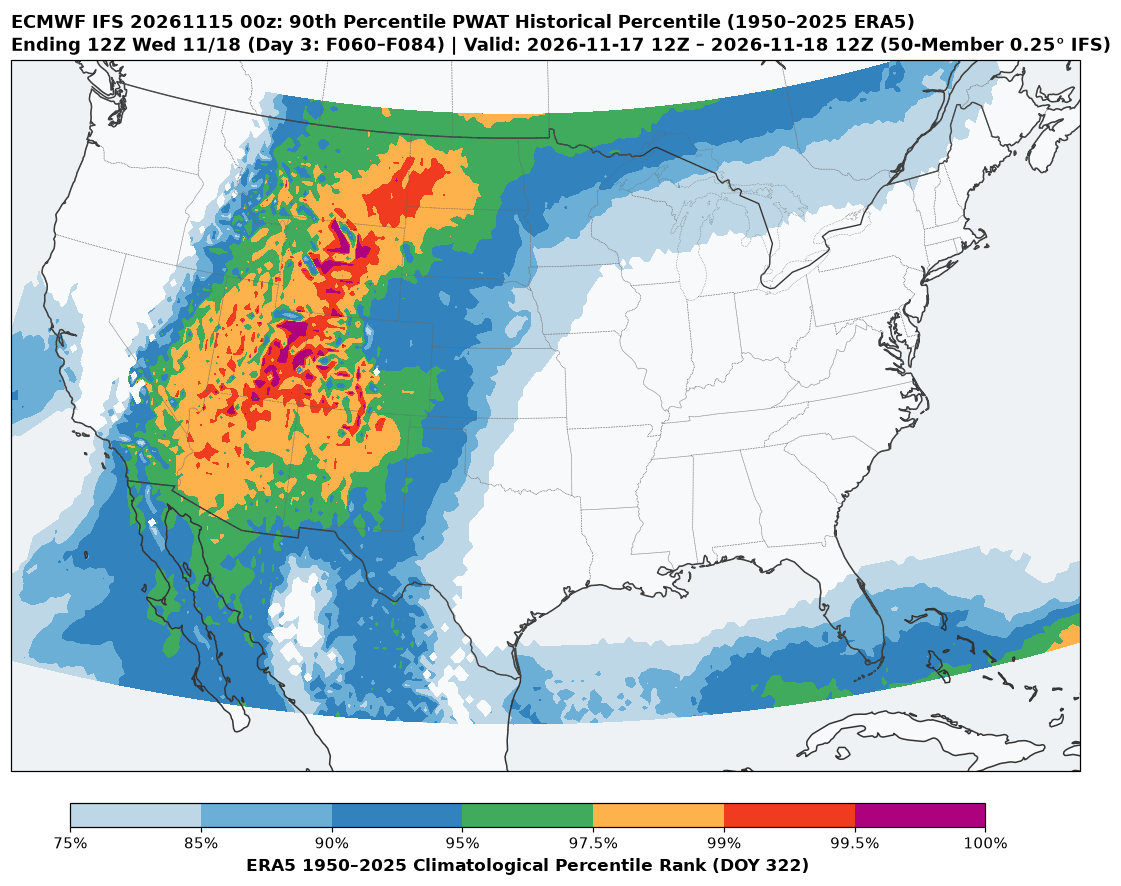 ECMWF IFS 20261115 00z: 90th Percentile PWAT Historical Percentile (1950–2025 ERA5)
Ending 12Z Wed 11/18 (Day 3: F060–F084) | Valid: 2026-11-17 12Z – 2026-11-18 12Z (50-Member 0.25° IFS)
75% 85% 90% 95% 97.5% 99% 99.5% 100%
ERA5 1950–2025 Climatological Percentile Rank (DOY 322)